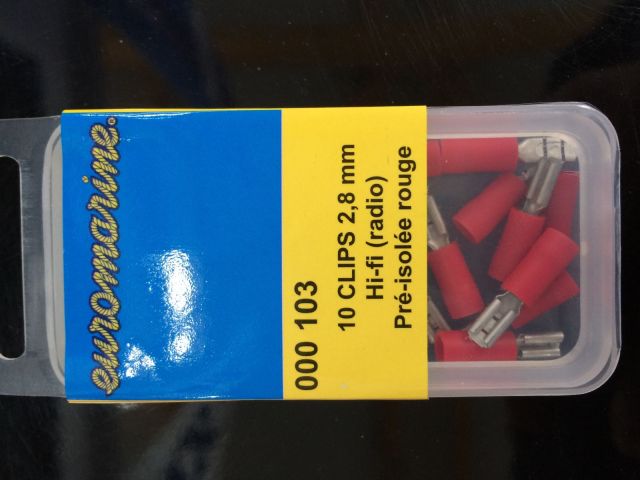 euromarine
000 103
10 CLIPS 2,8 mm
Hi-fi (radio)
Pré-isolée rouge